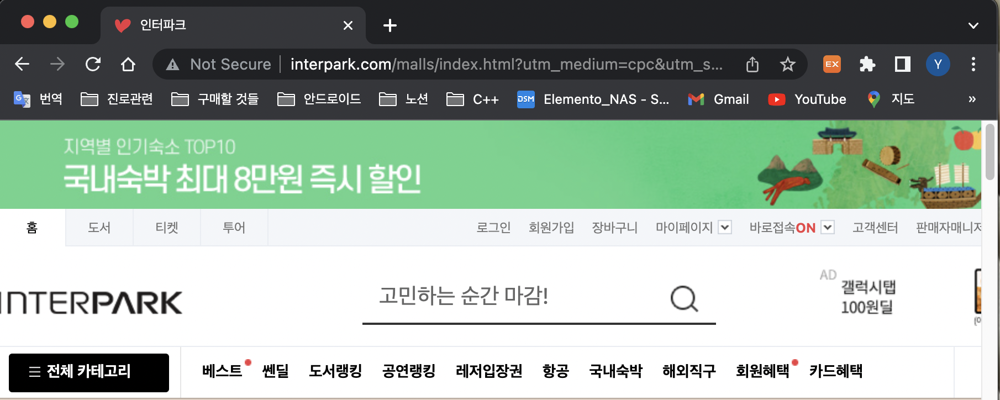 인터파크
Not Secure interpark.com/malls/index.html?utm_medium=cpc&utm_s...
EX
Y
번역 진로관련 구매할 것들 안드로이드 노션 C++ DSM Elemento_NAS - S... Gmail YouTube 지도 »
지역별 인기숙소 TOP10
국내숙박 최대 8만원 즉시 할인
홈 도서 티켓 투어 로그인 회원가입 장바구니 마이페이지 바로접속ON 고객센터 판매자매니저
INTERPARK
고민하는 순간 마감!
AD
갤럭시탭
100원딜
전체 카테고리 베스트 쎈딜 도서랭킹 공연랭킹 레저입장권 항공 국내숙박 해외직구 회원혜택 카드혜택